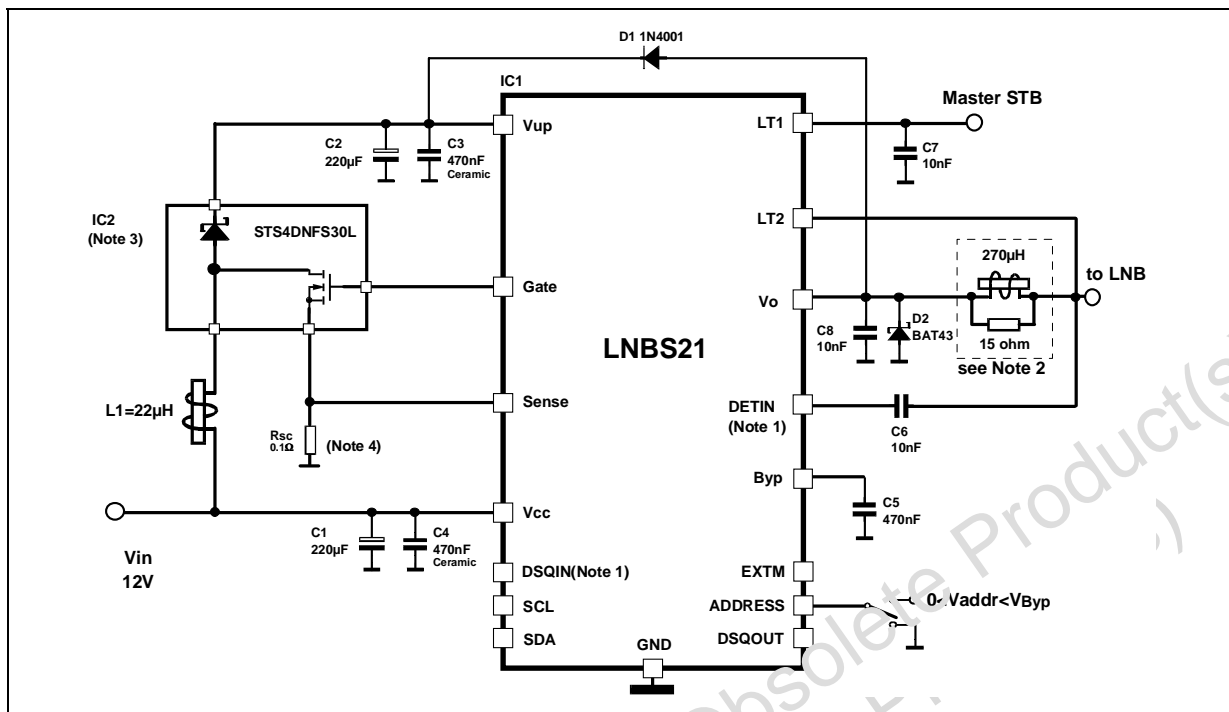 D1 1N4001
IC1
Master STB
Vup
LT1
C2
220µF
C3
470nF
Ceramic
C7
10nF
IC2
(Note 3)
STS4DNFS30L
LT2
270µH
to LNB
Gate
Vo
C8
10nF
D2
BAT43
15 ohm
see Note 2
LNBS21
L1=22µH
Sense
DETIN
(Note 1)
C6
10nF
Rsc
0.1Ω
(Note 4)
Byp
C5
470nF
Vcc
Vin
12V
C1
220µF
C4
470nF
Ceramic
DSQIN(Note 1)
EXTM
SCL
ADDRESS
0<Vaddr<VByp
SDA
DSQOUT
GND
Obsolete Product(s)